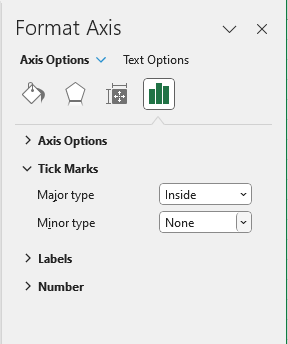 Format Axis
Axis Options Text Options
Axis Options
Tick Marks
Major type Inside
Minor type None
Labels
Number